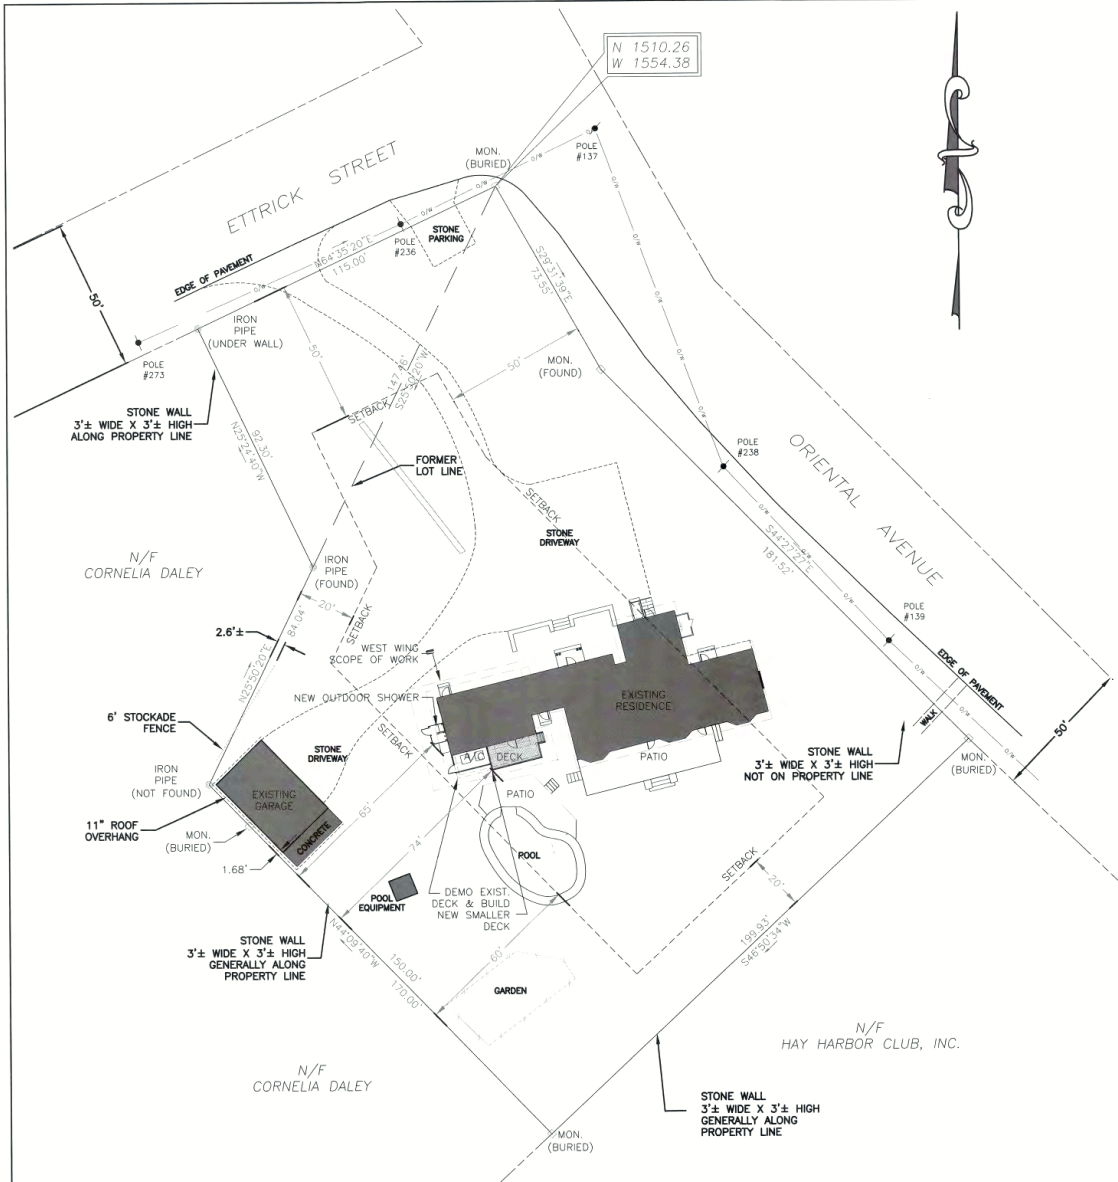 N 1510.26
W 1554.38
ETTRICK STREET
MON.
(BURIED)
POLE
#137
O/W
O/W
O/W
STONE
PARKING
POLE
#236
N64°35'20"E
115.00'
EDGE OF PAVEMENT
O/W
O/W
50'
S29°31'39"E
73.55'
O/W
O/W
IRON
PIPE
(UNDER WALL)
50'
50'
MON.
(FOUND)
POLE
#273
147.46'
S25°50'20"W
SETBACK
STONE WALL
3'± WIDE X 3'± HIGH
ALONG PROPERTY LINE
92.30'
N25°24'40"W
FORMER
LOT LINE
POLE
#238
ORIENTAL AVENUE
SETBACK
O/W
STONE
DRIVEWAY
S44°27'27"E
181.52'
O/W
N/F
CORNELIA DALEY
IRON
PIPE
(FOUND)
20'
SETBACK
84.04'
N25°50'20"E
2.6'±
POLE
#139
O/W
WEST WING
SCOPE OF WORK
EDGE OF PAVEMENT
NEW OUTDOOR SHOWER
EXISTING
RESIDENCE
6' STOCKADE
FENCE
WALK
50'
STONE
DRIVEWAY
SETBACK
A/C
DECK
PATIO
STONE WALL
3'± WIDE X 3'± HIGH
NOT ON PROPERTY LINE
MON.
(BURIED)
O/W
IRON
PIPE
(NOT FOUND)
EXISTING
GARAGE
PATIO
65'
11" ROOF
OVERHANG
MON.
(BURIED)
CONCRETE
74'
POOL
1.68'
SETBACK
20'
POOL
EQUIPMENT
DEMO EXIST.
DECK & BUILD
NEW SMALLER
DECK
N44°09'40"W
150.00'
170.00'
60'
199.93'
S46°50'34"W
STONE WALL
3'± WIDE X 3'± HIGH
GENERALLY ALONG
PROPERTY LINE
GARDEN
N/F
HAY HARBOR CLUB, INC.
N/F
CORNELIA DALEY
STONE WALL
3'± WIDE X 3'± HIGH
GENERALLY ALONG
PROPERTY LINE
MON.
(BURIED)